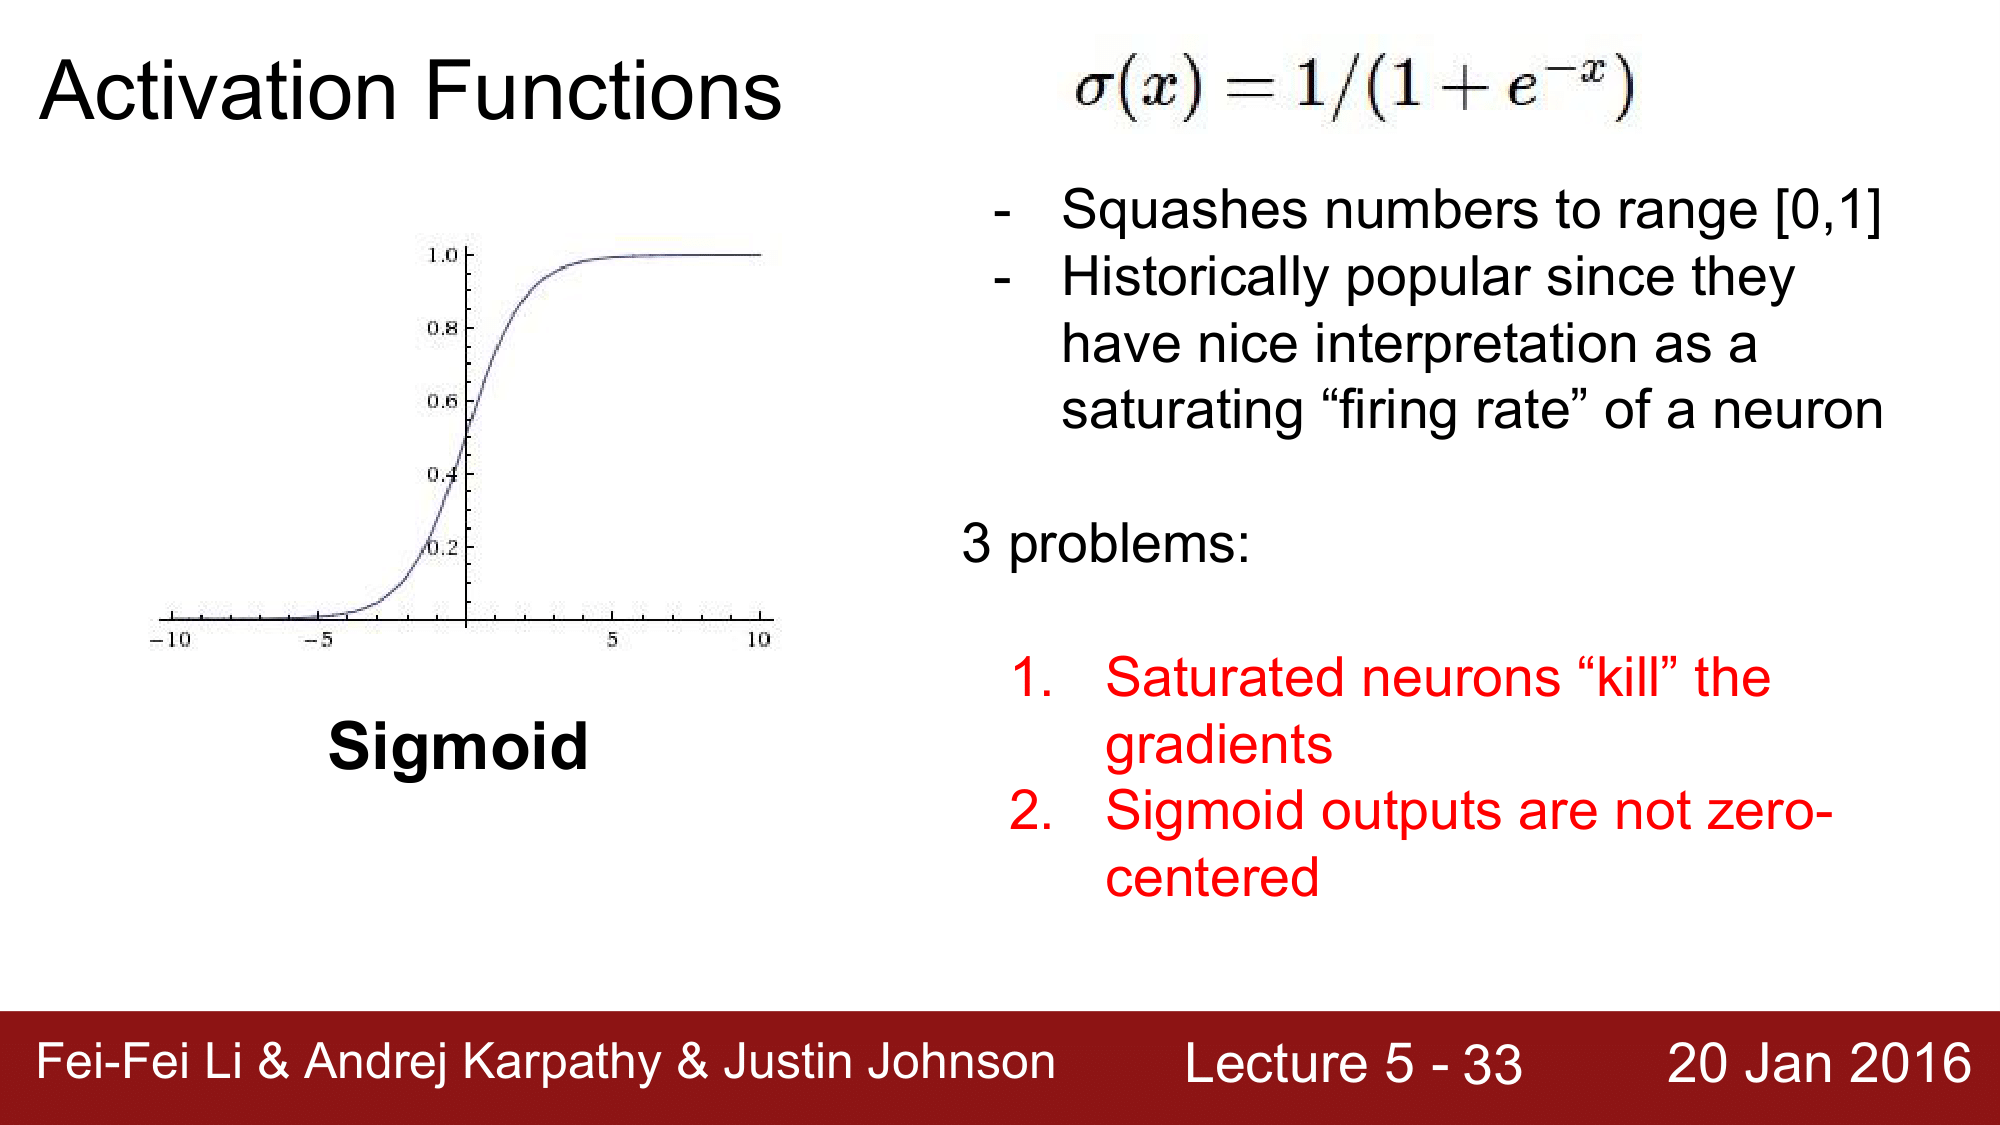 Activation Functions
σ(x) = 1/(1 + e^{-x})
- Squashes numbers to range [0,1]
- Historically popular since they
have nice interpretation as a
saturating “firing rate” of a neuron
3 problems:
1. Saturated neurons “kill” the
gradients
2. Sigmoid outputs are not zero-
centered
1.0
0.8
0.6
0.4
0.2
−10 −5 5 10
Sigmoid
Fei-Fei Li & Andrej Karpathy & Justin Johnson Lecture 5 - 33 20 Jan 2016